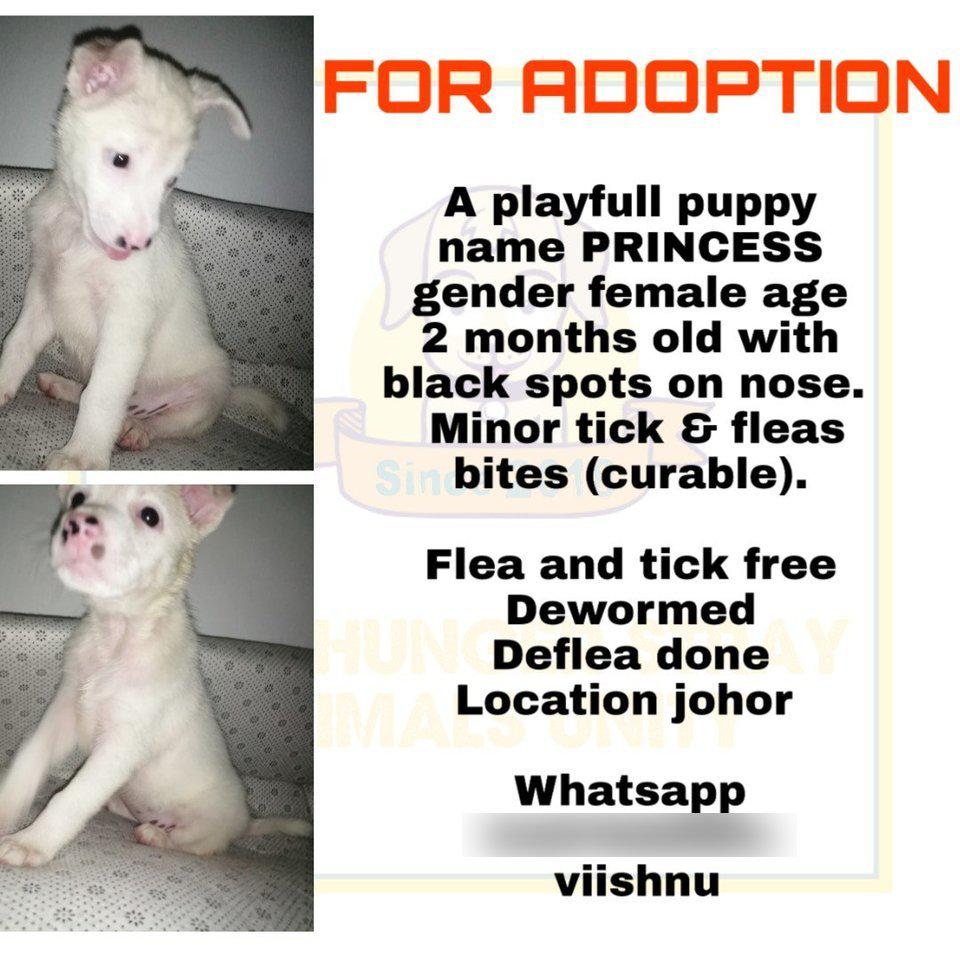 FOR ADOPTION
A playfull puppy
name PRINCESS
gender female age
2 months old with
black spots on nose.
Minor tick & fleas
bites (curable).
Flea and tick free
Dewormed
Deflea done
Location johor
Whatsapp
viishnu
Since